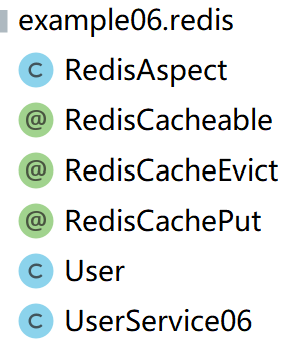 example06.redis
C RedisAspect
@ RedisCacheable
@ RedisCacheEvict
@ RedisCachePut
C User
C UserService06